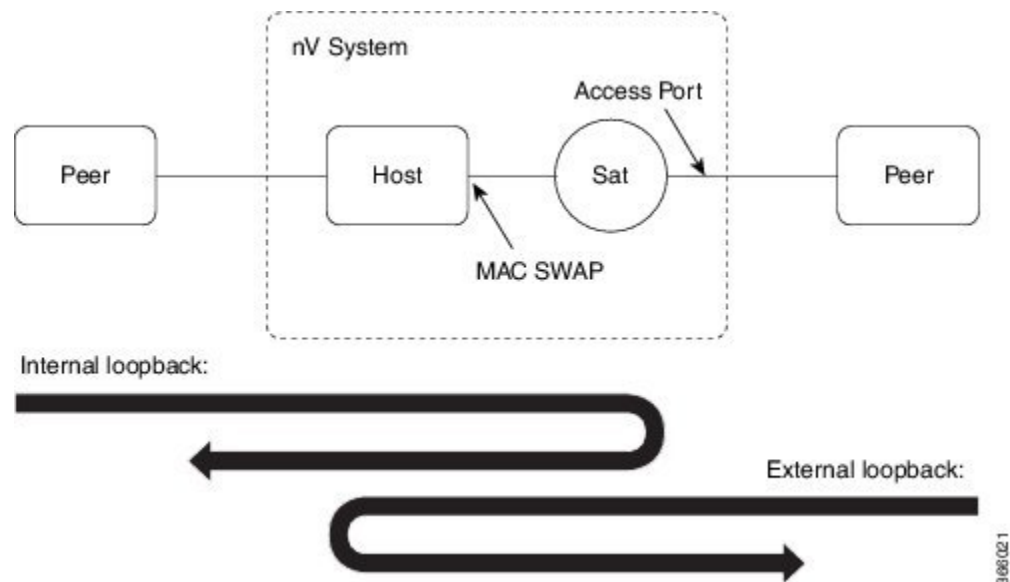 nV System
Access Port
Peer
Host
Sat
Peer
MAC SWAP
Internal loopback:
External loopback:
366021